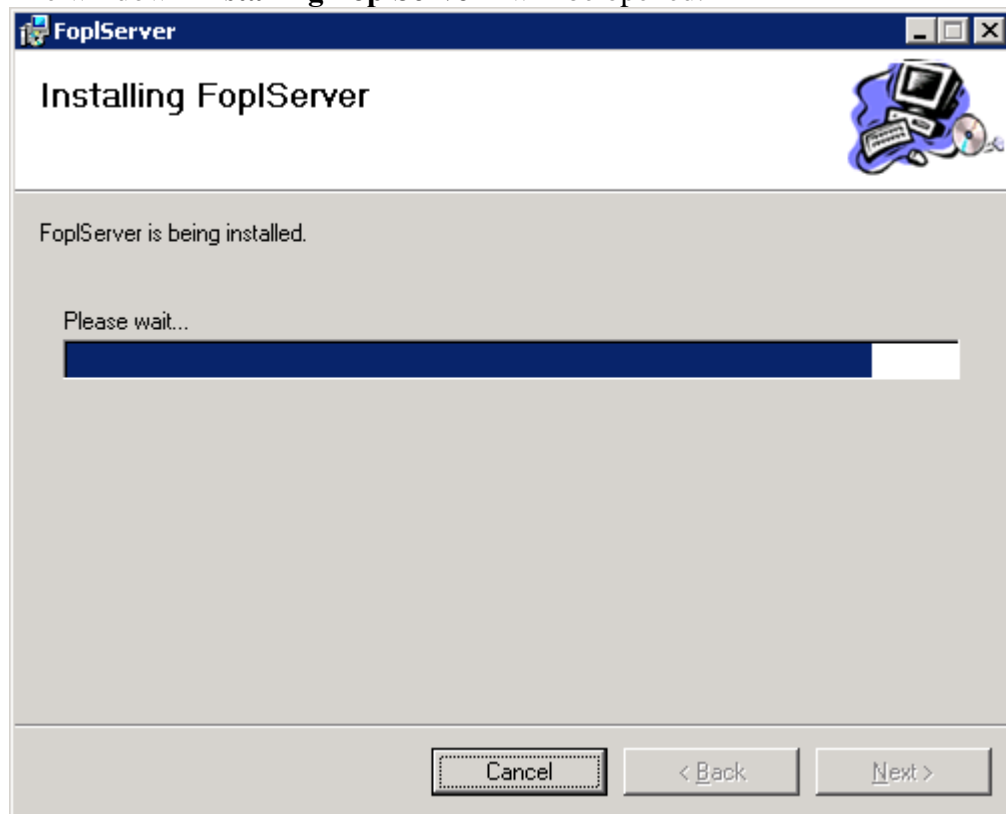 FoplServer
Installing FoplServer
FoplServer is being installed.
Please wait...
Cancel
< Back
Next >